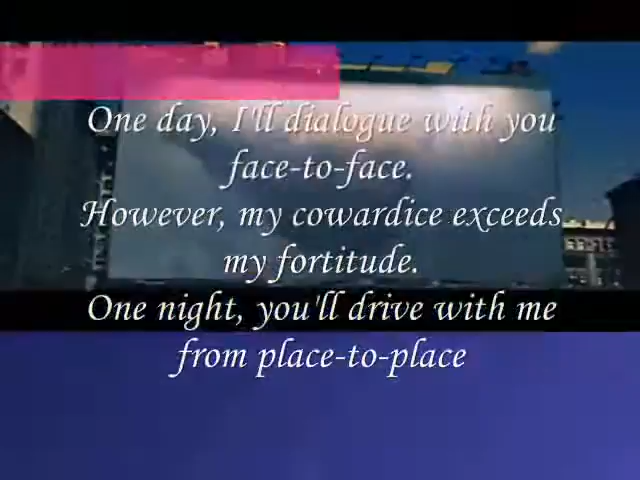 One day, I'll dialogue with you
face-to-face.
However, my cowardice exceeds
my fortitude.
One night, you'll drive with me
from place-to-place